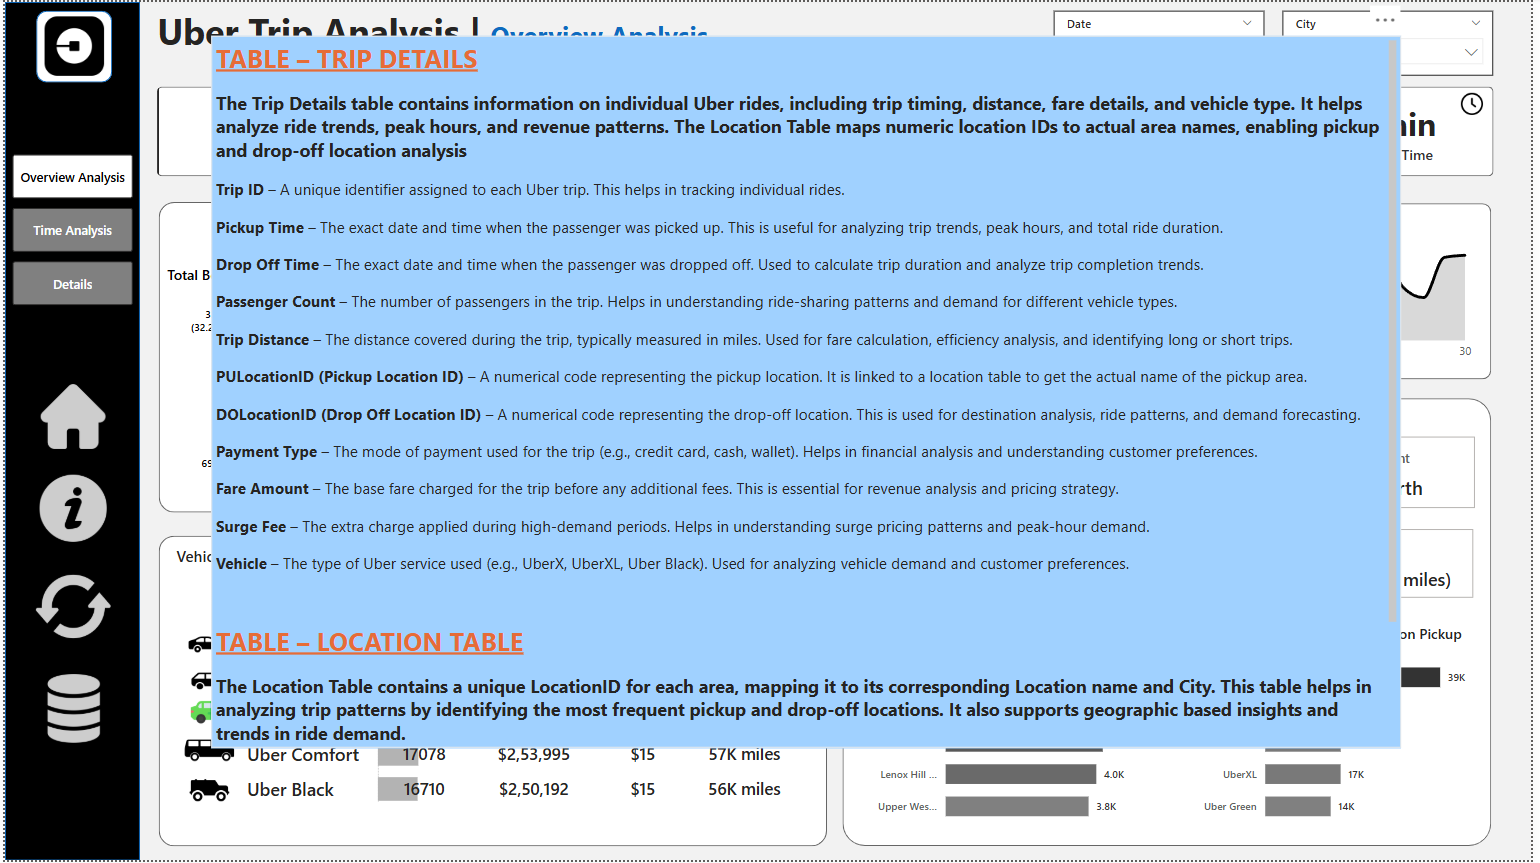 Uber Trip Analysis | Overview Analysis
Date
City
TABLE – TRIP DETAILS
The Trip Details table contains information on individual Uber rides, including trip timing, distance, fare details, and vehicle type. It helps
analyze ride trends, peak hours, and revenue patterns. The Location Table maps numeric location IDs to actual area names, enabling pickup
and drop-off location analysis
Trip ID – A unique identifier assigned to each Uber trip. This helps in tracking individual rides.
Pickup Time – The exact date and time when the passenger was picked up. This is useful for analyzing trip trends, peak hours, and total ride duration.
Drop Off Time – The exact date and time when the passenger was dropped off. Used to calculate trip duration and analyze trip completion trends.
Passenger Count – The number of passengers in the trip. Helps in understanding ride-sharing patterns and demand for different vehicle types.
Trip Distance – The distance covered during the trip, typically measured in miles. Used for fare calculation, efficiency analysis, and identifying long or short trips.
PULocationID (Pickup Location ID) – A numerical code representing the pickup location. It is linked to a location table to get the actual name of the pickup area.
DOLocationID (Drop Off Location ID) – A numerical code representing the drop-off location. This is used for destination analysis, ride patterns, and demand forecasting.
Payment Type – The mode of payment used for the trip (e.g., credit card, cash, wallet). Helps in financial analysis and understanding customer preferences.
Fare Amount – The base fare charged for the trip before any additional fees. This is essential for revenue analysis and pricing strategy.
Surge Fee – The extra charge applied during high-demand periods. Helps in understanding surge pricing patterns and peak-hour demand.
Vehicle – The type of Uber service used (e.g., UberX, UberXL, Uber Black). Used for analyzing vehicle demand and customer preferences.
TABLE – LOCATION TABLE
The Location Table contains a unique LocationID for each area, mapping it to its corresponding Location name and City. This table helps in
analyzing trip patterns by identifying the most frequent pickup and drop-off locations. It also supports geographic based insights and
trends in ride demand.
Overview Analysis
Time Analysis
Details
Total B
(32.2
Time
30
miles)
on Pickup
39K
Uber Comfort 17078 $2,53,995 $15 57K miles
Uber Black 16710 $2,50,192 $15 56K miles
Lenox Hill ... 4.0K
Upper Wes... 3.8K
UberXL 17K
Uber Green 14K